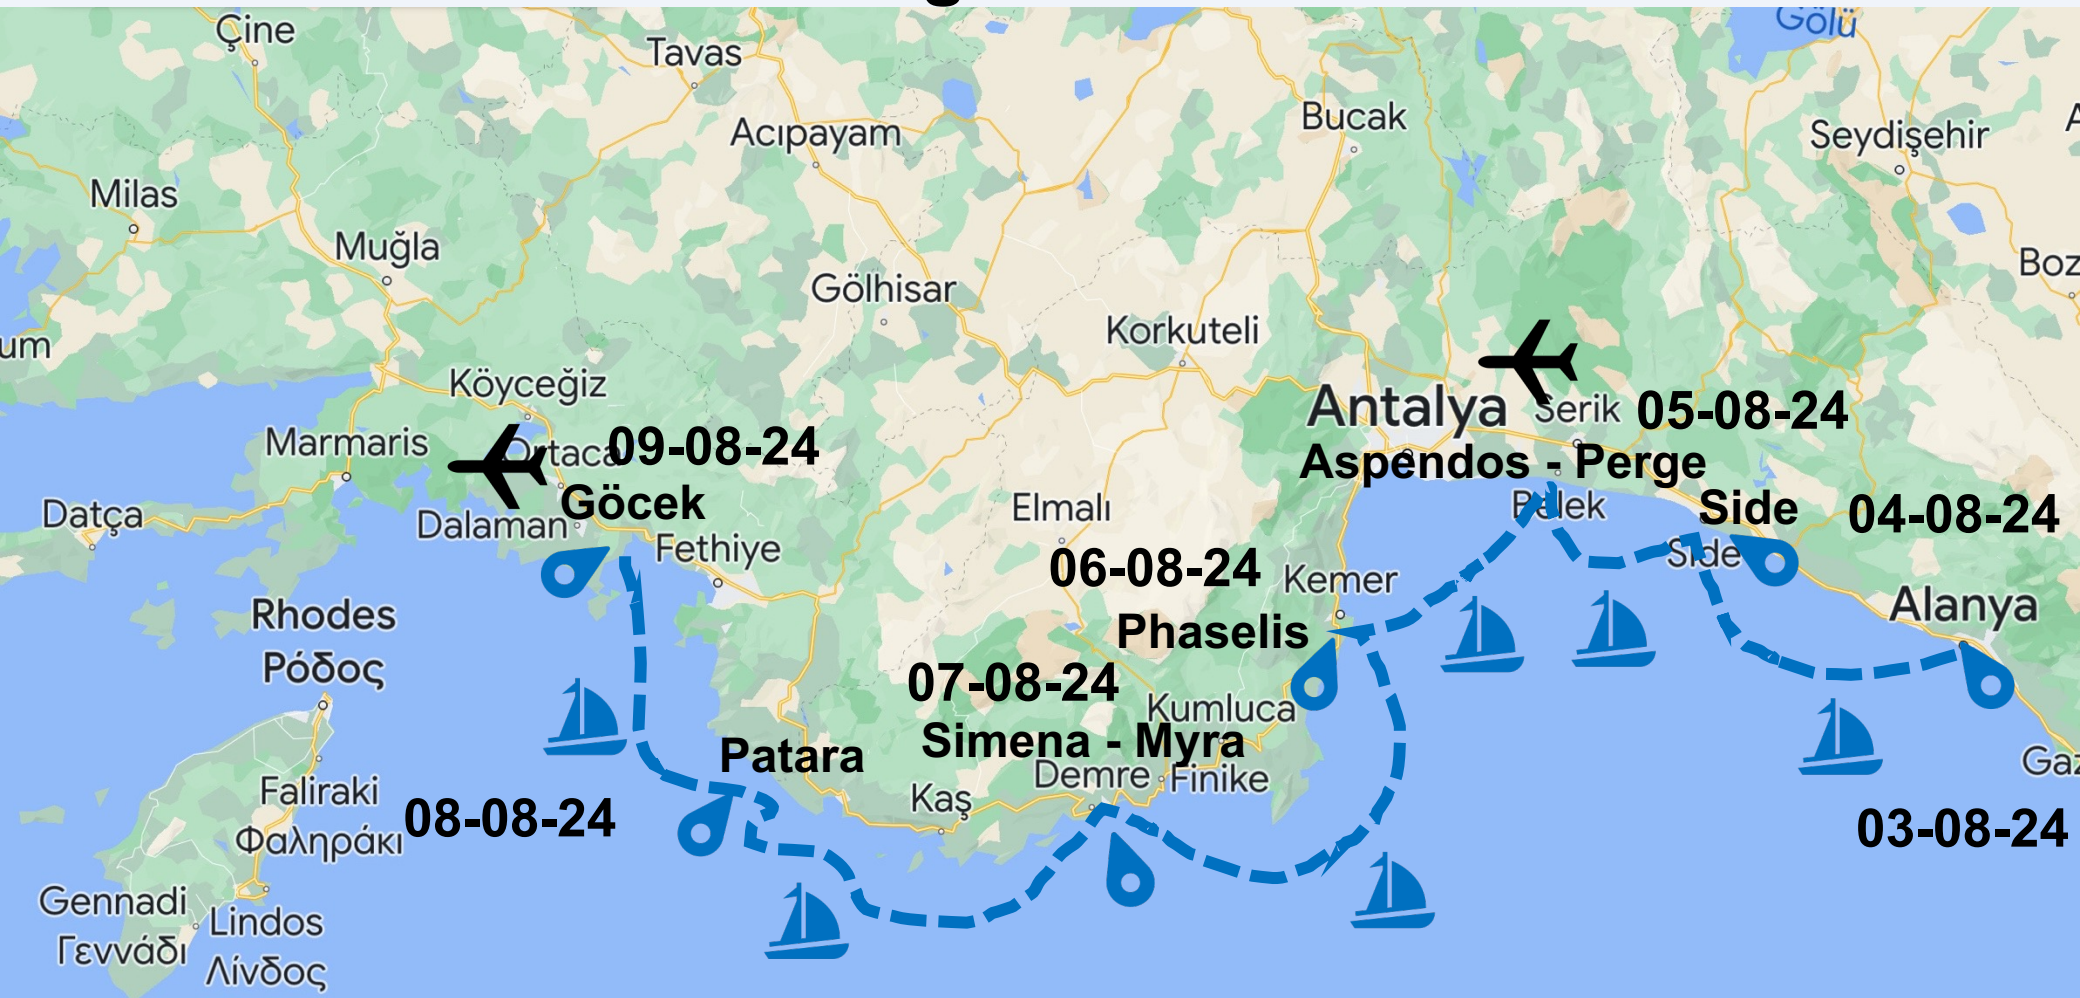 Gölü
Çine
Tavas
Bucak
Acıpayam
Seydişehir
Milas
Muğla
Boz
Gölhisar
Korkuteli
um
Köyceğiz
Antalya
Serik
05-08-24
Marmaris
Ortaca
09-08-24
Aspendos - Perge
Göcek
Datça
Dalaman
Elmalı
Belek
Side
04-08-24
Fethiye
Side
06-08-24
Kemer
Alanya
Rhodes
Ρόδος
Phaselis
07-08-24
Kumluca
Simena - Myra
Patara
Demre
Finike
Gaz
Faliraki
Φαληράκι
08-08-24
Kaş
03-08-24
Gennadi
Γεννάδι
Lindos
Λίνδος